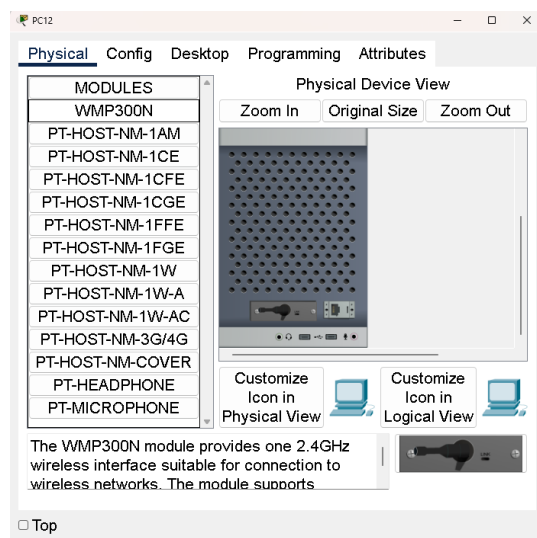 PC12
Physical Config Desktop Programming Attributes
MODULES
WMP300N
PT-HOST-NM-1AM
PT-HOST-NM-1CE
PT-HOST-NM-1CFE
PT-HOST-NM-1CGE
PT-HOST-NM-1FFE
PT-HOST-NM-1FGE
PT-HOST-NM-1W
PT-HOST-NM-1W-A
PT-HOST-NM-1W-AC
PT-HOST-NM-3G/4G
PT-HOST-NM-COVER
PT-HEADPHONE
PT-MICROPHONE
Physical Device View
Zoom In Original Size Zoom Out
Customize
Icon in
Physical View
Customize
Icon in
Logical View
The WMP300N module provides one 2.4GHz
wireless interface suitable for connection to
wireless networks. The module supports
Top